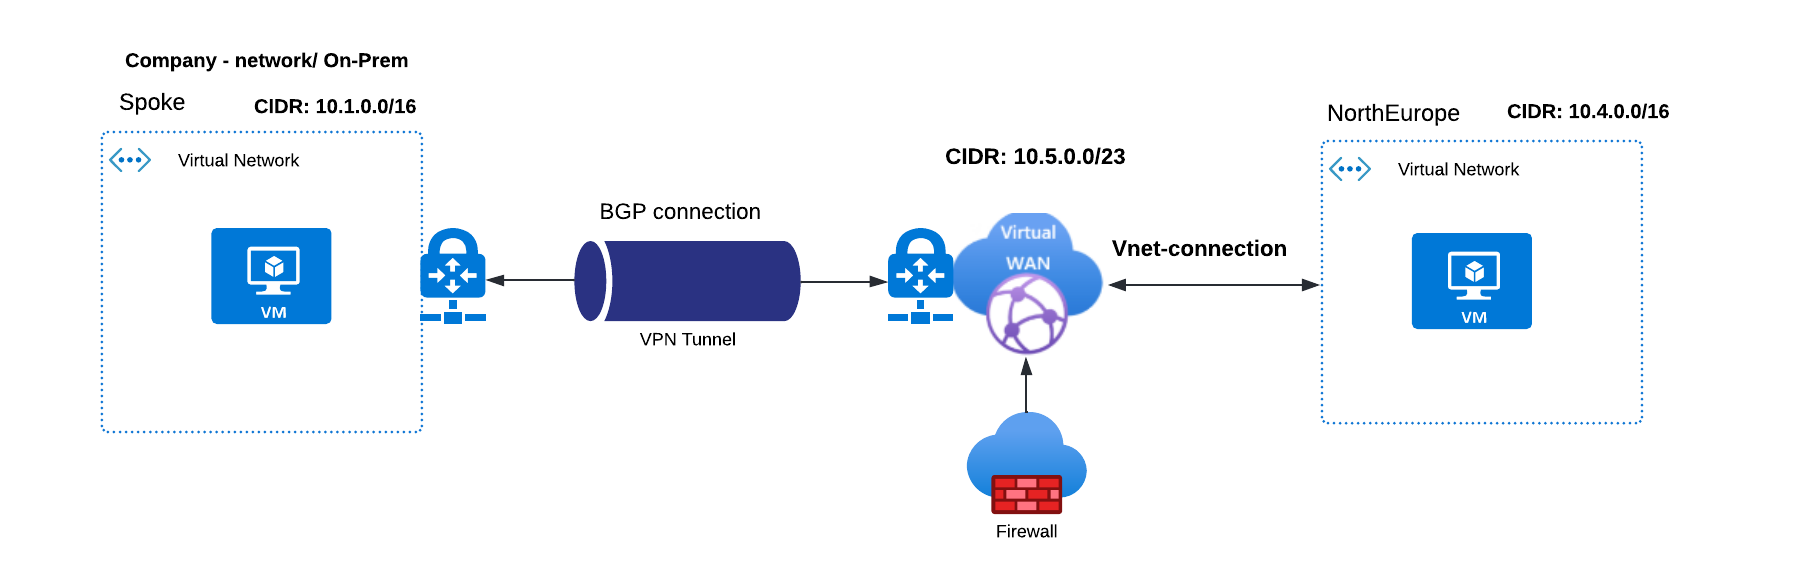 Company - network/ On-Prem
Spoke
CIDR: 10.1.0.0/16
Virtual Network
VM
BGP connection
VPN Tunnel
CIDR: 10.5.0.0/23
Virtual
WAN
Vnet-connection
Firewall
NorthEurope
CIDR: 10.4.0.0/16
Virtual Network
VM